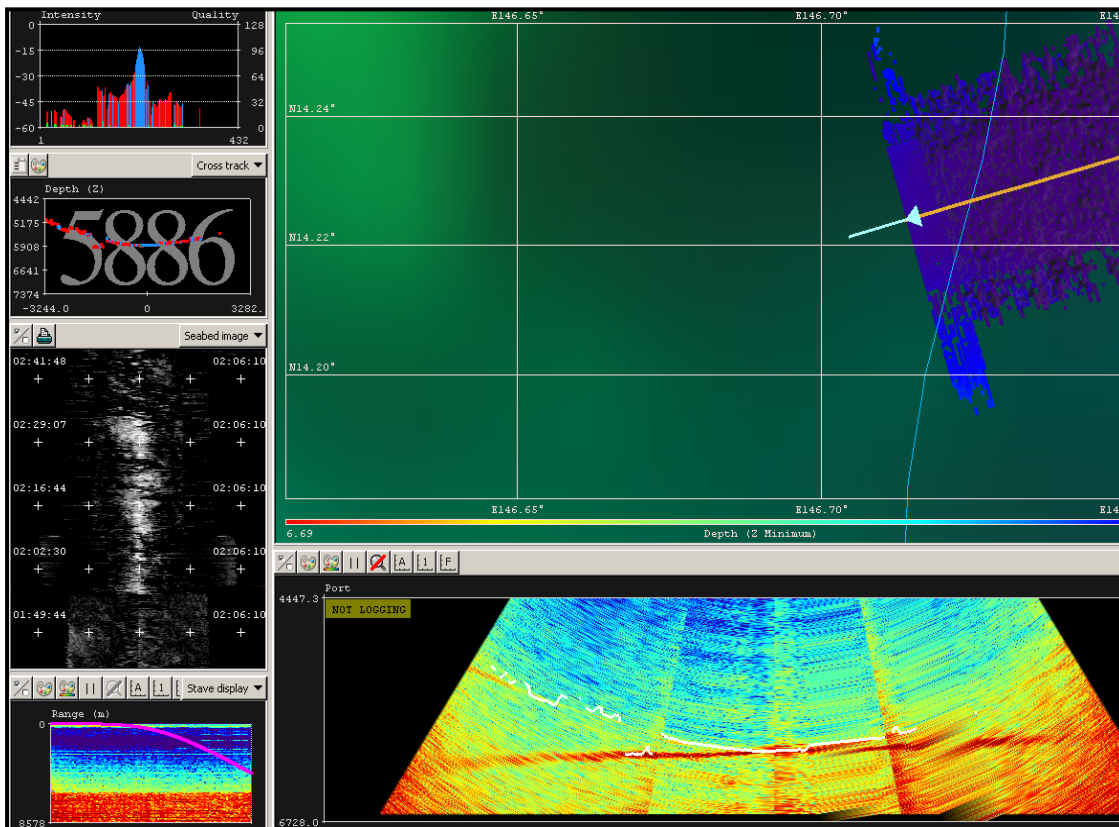 Intensity Quality
0 128
-15 96
-30 64
-45 32
-60 0
1 432
Cross track
Depth (Z)
4442
5175
5908
6641
7374
5886
-3244.0 0 3282.
Seabed image
02:41:48 02:06:10
02:29:07 02:06:10
02:16:44 02:06:10
02:02:30 02:06:10
01:49:44 02:06:10
A 1 Stave display
Range (m)
0
8578
E146.65° E146.70° E14
N14.24°
N14.22°
N14.20°
E146.65° E146.70° E14
6.69 Depth (Z Minimum)
A 1 F
Port
4447.3
NOT LOGGING
6728.0